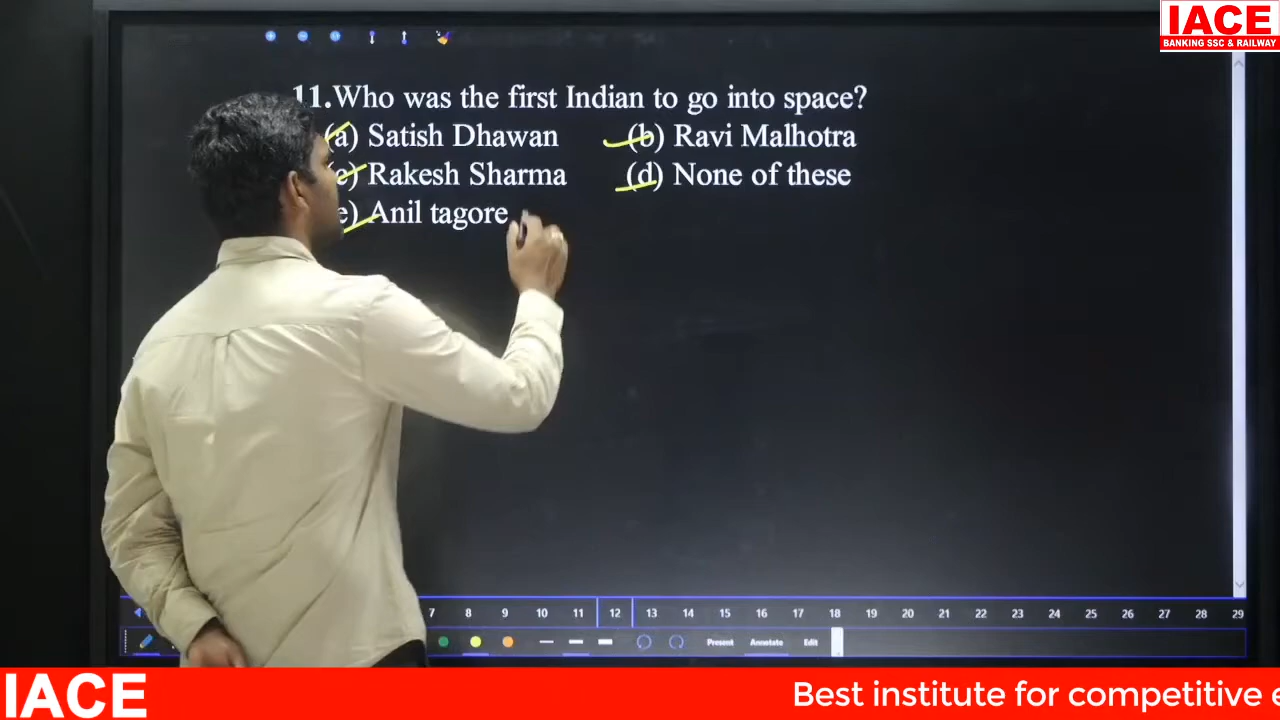 IACE
BANKING SSC & RAILWAY
11.Who was the first Indian to go into space?
(a) Satish Dhawan (b) Ravi Malhotra
(c) Rakesh Sharma (d) None of these
e) Anil tagore
7 8 9 10 11 12 13 14 15 16 17 18 19 20 21 22 23 24 25 26 27 28 29
Present Annotate Edit
IACE Best institute for competitive e